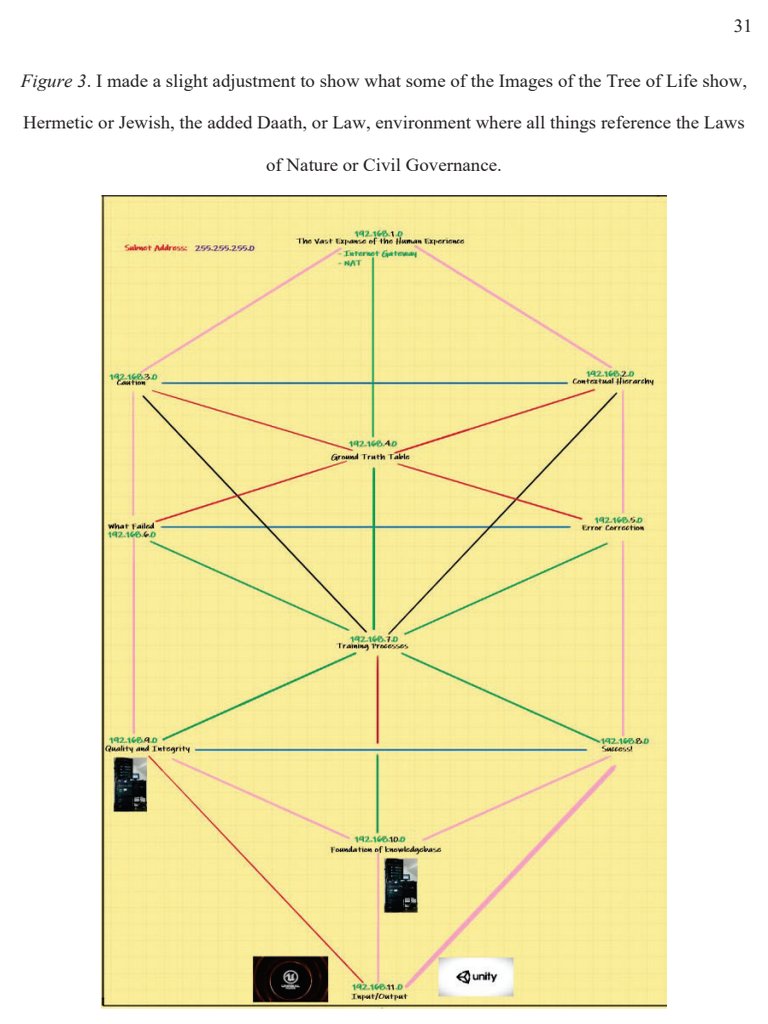 31
Figure 3. I made a slight adjustment to show what some of the Images of the Tree of Life show,
Hermetic or Jewish, the added Daath, or Law, environment where all things reference the Laws
of Nature or Civil Governance.
192.168.1.0
The Vast Expanse of the Human Experience
Subnet Address: 255.255.255.0
- Internet Gateway
- NAT
192.168.3.0
Caution
192.168.2.0
Contextual Hierarchy
192.168.4.0
Ground Truth Table
What Failed
192.168.6.0
192.168.5.0
Error Correction
192.168.7.0
Training Processes
192.168.9.0
Quality and Integrity
192.168.8.0
Success!
192.168.10.0
Foundation of knowledgebase
unity
192.168.11.0
Input/Output